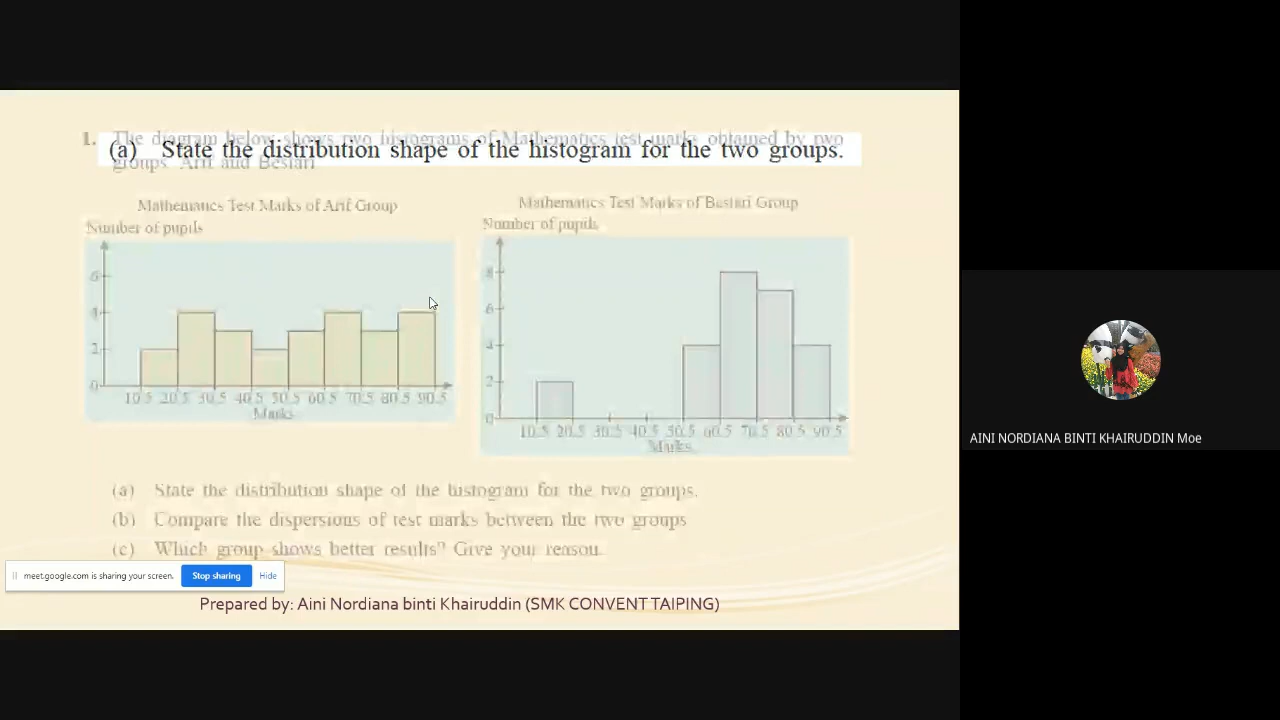 1. The diagram below shows two histograms of Mathematics test marks obtained by two
groups, Arif and Bestari
(a) State the distribution shape of the histogram for the two groups.
Mathematics Test Marks of Arif Group
Number of pupils
6
4
2
0
10.5 20.5 30.5 40.5 50.5 60.5 70.5 80.5 90.5
Marks
Mathematics Test Marks of Bestari Group
Number of pupils
8
6
4
2
0
10.5 20.5 30.5 40.5 50.5 60.5 70.5 80.5 90.5
Marks
(a) State the distribution shape of the histogram for the two groups.
(b) Compare the dispersions of test marks between the two groups
(c) Which group shows better results? Give your reason.
meet.google.com is sharing your screen. Stop sharing Hide
Prepared by: Aini Nordiana binti Khairuddin (SMK CONVENT TAIPING)
AINI NORDIANA BINTI KHAIRUDDIN Moe